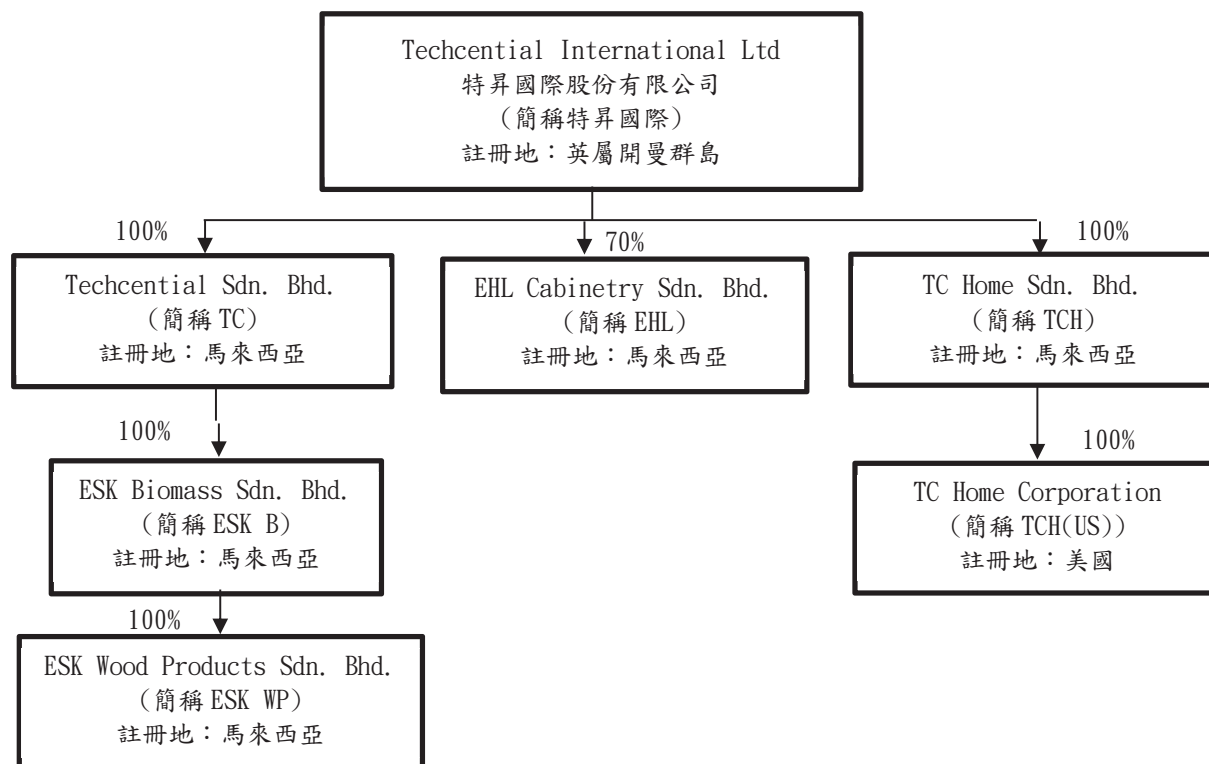 Techcential International Ltd
特昇國際股份有限公司
(簡稱特昇國際)
註冊地：英屬開曼群島
100%
70%
100%
Techcential Sdn. Bhd.
(簡稱 TC)
註冊地：馬來西亞
EHL Cabinetry Sdn. Bhd.
(簡稱 EHL)
註冊地：馬來西亞
TC Home Sdn. Bhd.
(簡稱 TCH)
註冊地：馬來西亞
100%
100%
ESK Biomass Sdn. Bhd.
(簡稱 ESK B)
註冊地：馬來西亞
TC Home Corporation
(簡稱 TCH(US))
註冊地：美國
100%
ESK Wood Products Sdn. Bhd.
(簡稱 ESK WP)
註冊地：馬來西亞